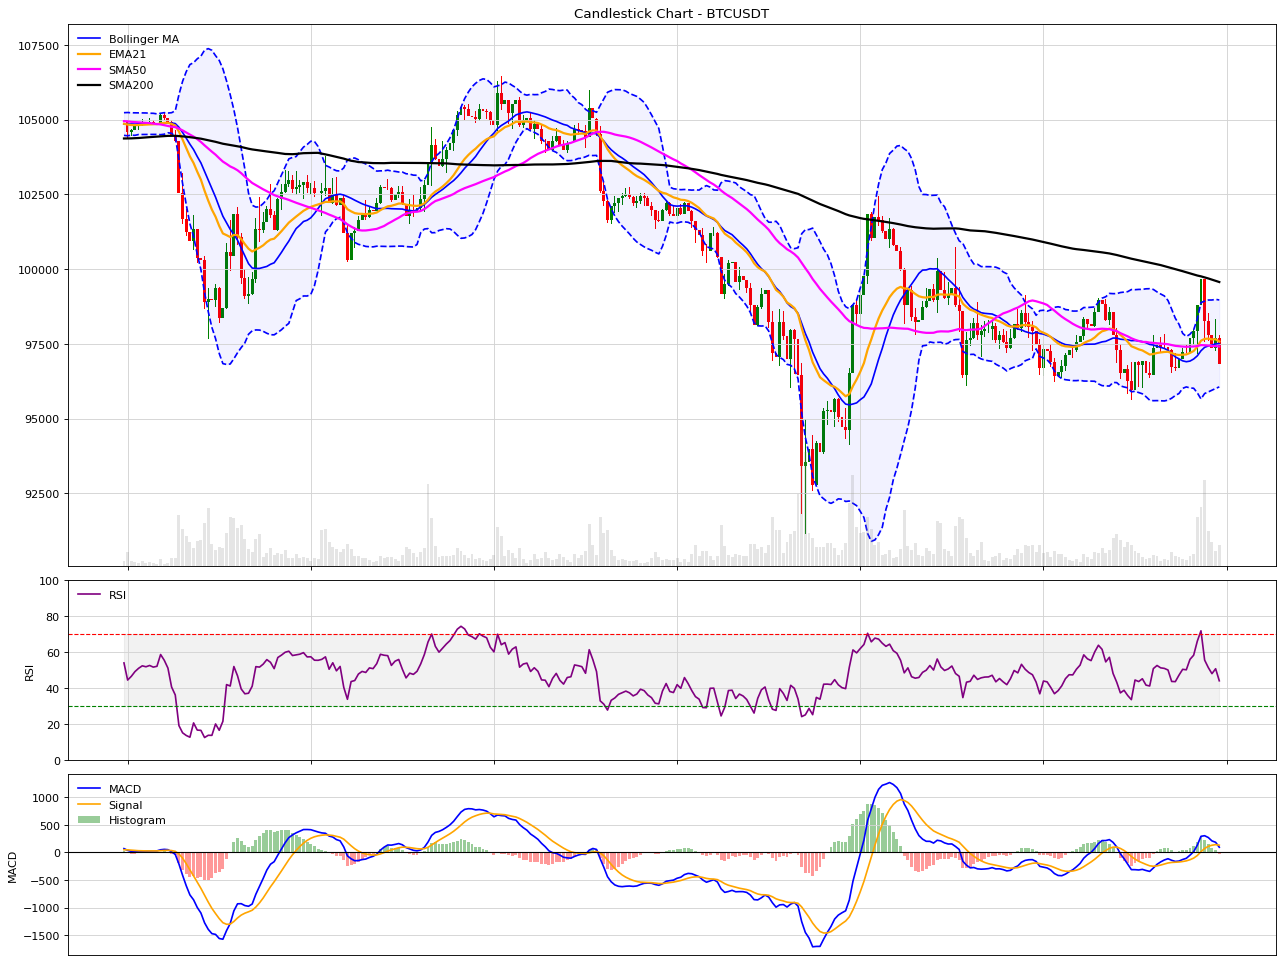 Candlestick Chart - BTCUSDT
Bollinger MA
EMA21
SMA50
SMA200
107500
105000
102500
100000
97500
95000
92500
RSI
100
80
60
40
20
0
RSI
MACD
Signal
Histogram
1000
500
0
−500
−1000
−1500
MACD